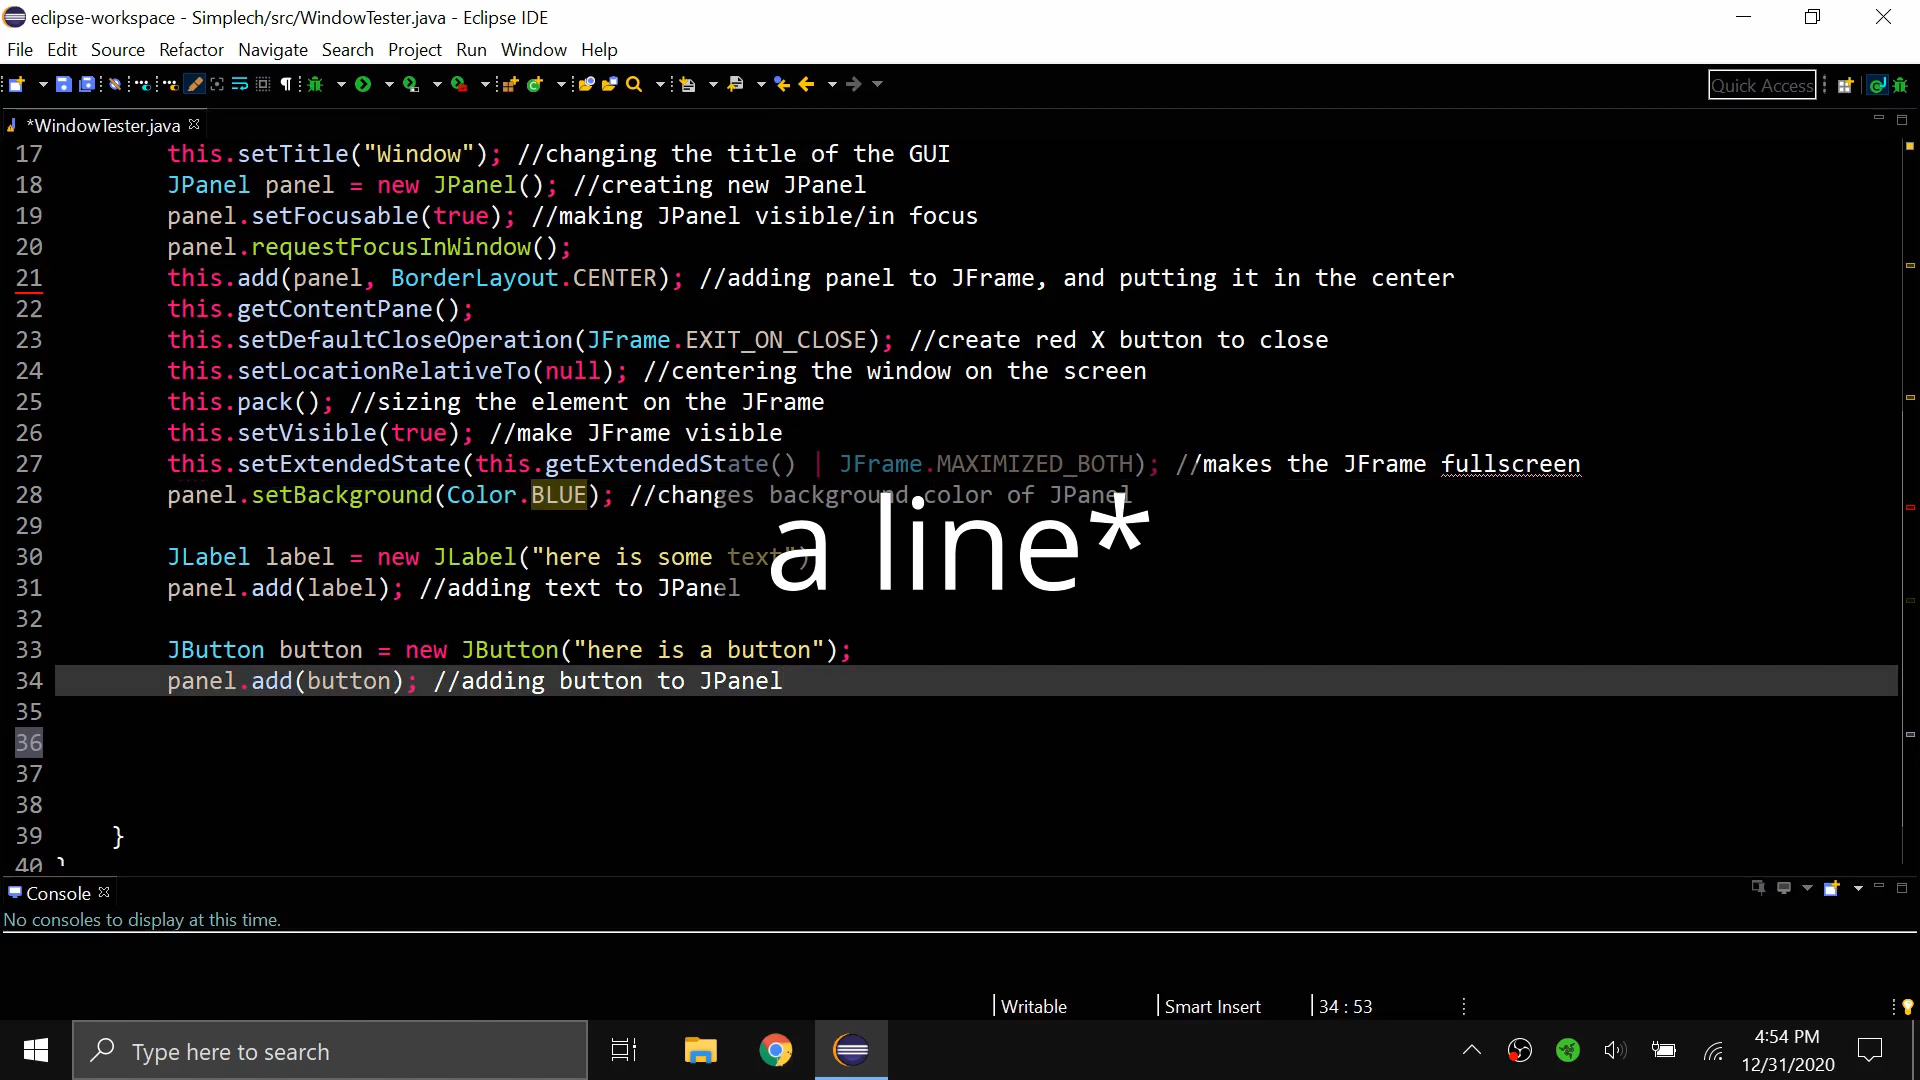 eclipse-workspace - Simplech/src/WindowTester.java - Eclipse IDE
File Edit Source Refactor Navigate Search Project Run Window Help
Quick Access
*WindowTester.java
17 this.setTitle("Window"); //changing the title of the GUI
18 JPanel panel = new JPanel(); //creating new JPanel
19 panel.setFocusable(true); //making JPanel visible/in focus
20 panel.requestFocusInWindow();
21 this.add(panel, BorderLayout.CENTER); //adding panel to JFrame, and putting it in the center
22 this.getContentPane();
23 this.setDefaultCloseOperation(JFrame.EXIT_ON_CLOSE); //create red X button to close
24 this.setLocationRelativeTo(null); //centering the window on the screen
25 this.pack(); //sizing the element on the JFrame
26 this.setVisible(true); //make JFrame visible
27 this.setExtendedState(this.getExtendedState() | JFrame.MAXIMIZED_BOTH); //makes the JFrame fullscreen
28 panel.setBackground(Color.BLUE); //changes background color of JPanel
29
a line*
30 JLabel label = new JLabel("here is some text")
31 panel.add(label); //adding text to JPanel
32
33 JButton button = new JButton("here is a button");
34 panel.add(button); //adding button to JPanel
35
36
37
38
39 }
40 }
Console
No consoles to display at this time.
Writable Smart Insert 34 : 53
Type here to search
4:54 PM
12/31/2020